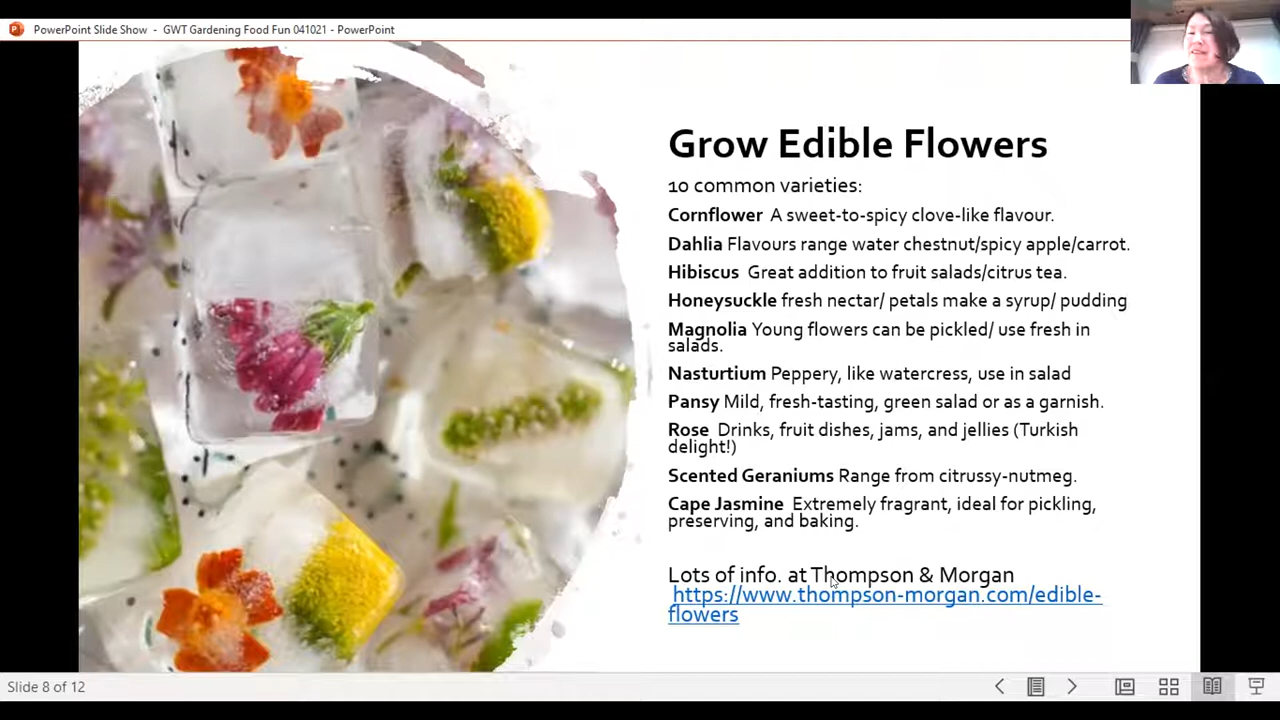 PowerPoint Slide Show - GWT Gardening Food Fun 041021 - PowerPoint
Grow Edible Flowers
10 common varieties:
Cornflower A sweet-to-spicy clove-like flavour.
Dahlia Flavours range water chestnut/spicy apple/carrot.
Hibiscus Great addition to fruit salads/citrus tea.
Honeysuckle fresh nectar/ petals make a syrup/ pudding
Magnolia Young flowers can be pickled/ use fresh in
salads.
Nasturtium Peppery, like watercress, use in salad
Pansy Mild, fresh-tasting, green salad or as a garnish.
Rose Drinks, fruit dishes, jams, and jellies (Turkish
delight!)
Scented Geraniums Range from citrussy-nutmeg.
Cape Jasmine Extremely fragrant, ideal for pickling,
preserving, and baking.
Lots of info. at Thompson & Morgan
https://www.thompson-morgan.com/edible-
flowers
Slide 8 of 12